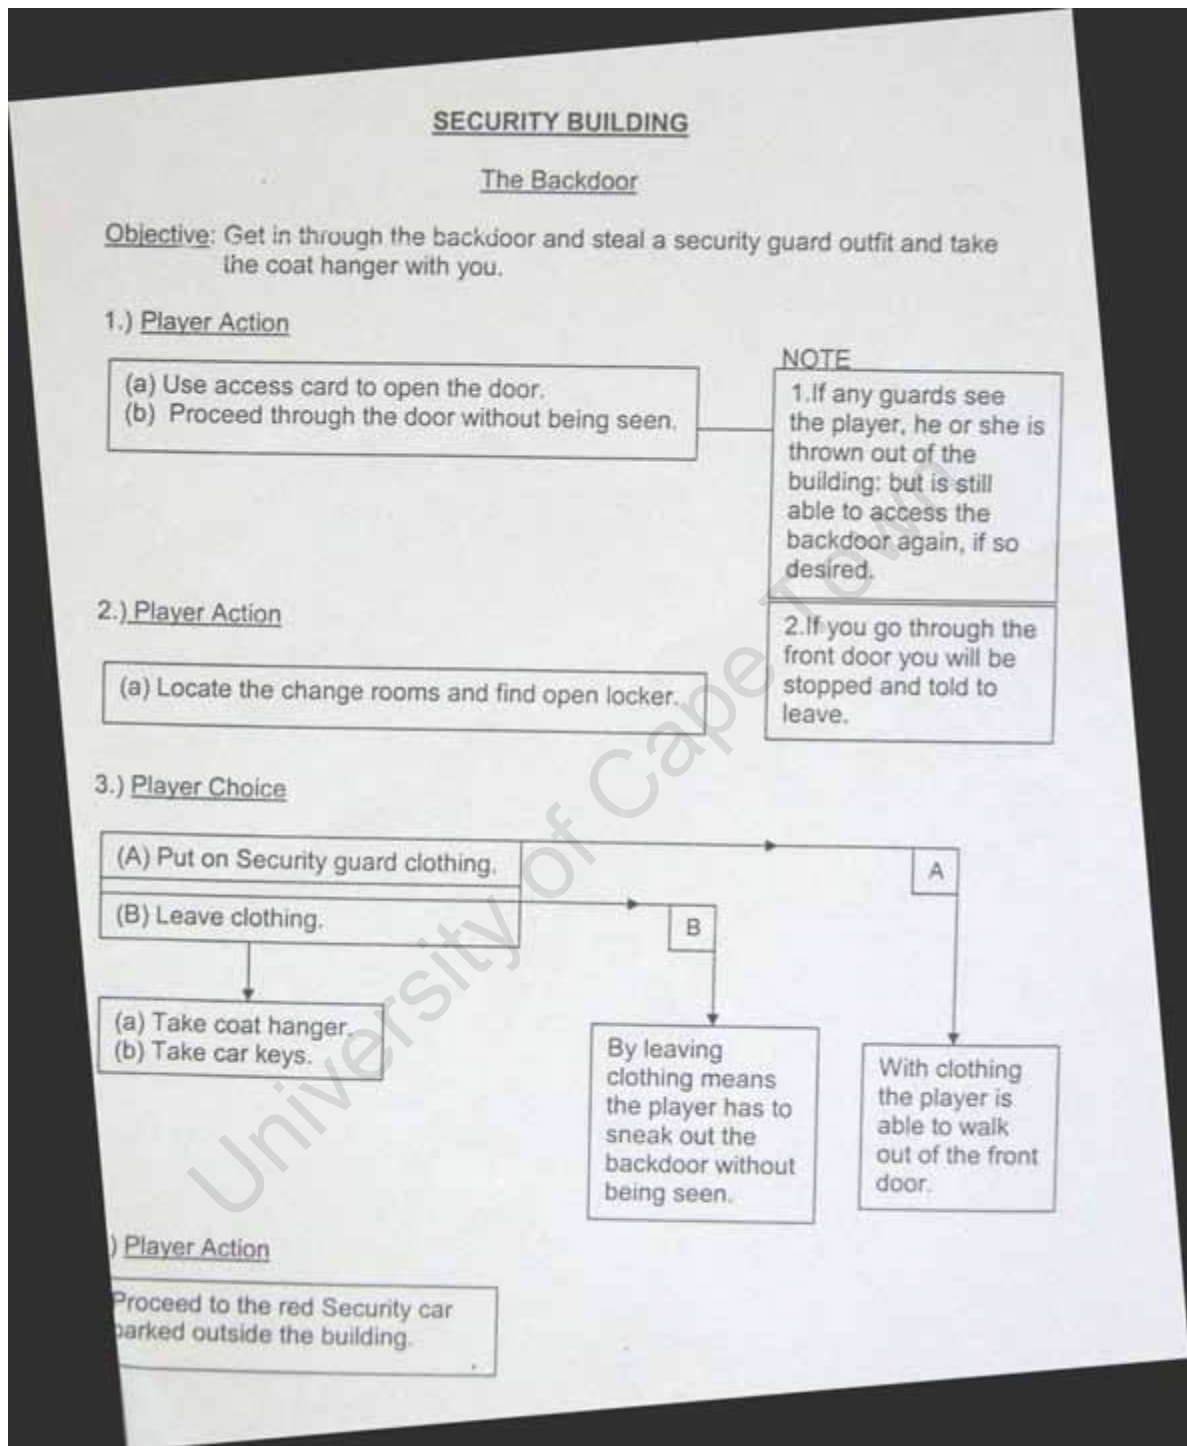 SECURITY BUILDING
The Backdoor
Objective: Get in through the backdoor and steal a security guard outfit and take
the coat hanger with you.
1.) Player Action
(a) Use access card to open the door.
(b) Proceed through the door without being seen.
NOTE
1.If any guards see
the player, he or she is
thrown out of the
building: but is still
able to access the
backdoor again, if so
desired.
2.If you go through the
front door you will be
stopped and told to
leave.
2.) Player Action
(a) Locate the change rooms and find open locker.
3.) Player Choice
(A) Put on Security guard clothing.
A
(B) Leave clothing.
B
(a) Take coat hanger.
(b) Take car keys.
By leaving
clothing means
the player has to
sneak out the
backdoor without
being seen.
With clothing
the player is
able to walk
out of the front
door.
) Player Action
Proceed to the red Security car
parked outside the building.
University of Cape Town